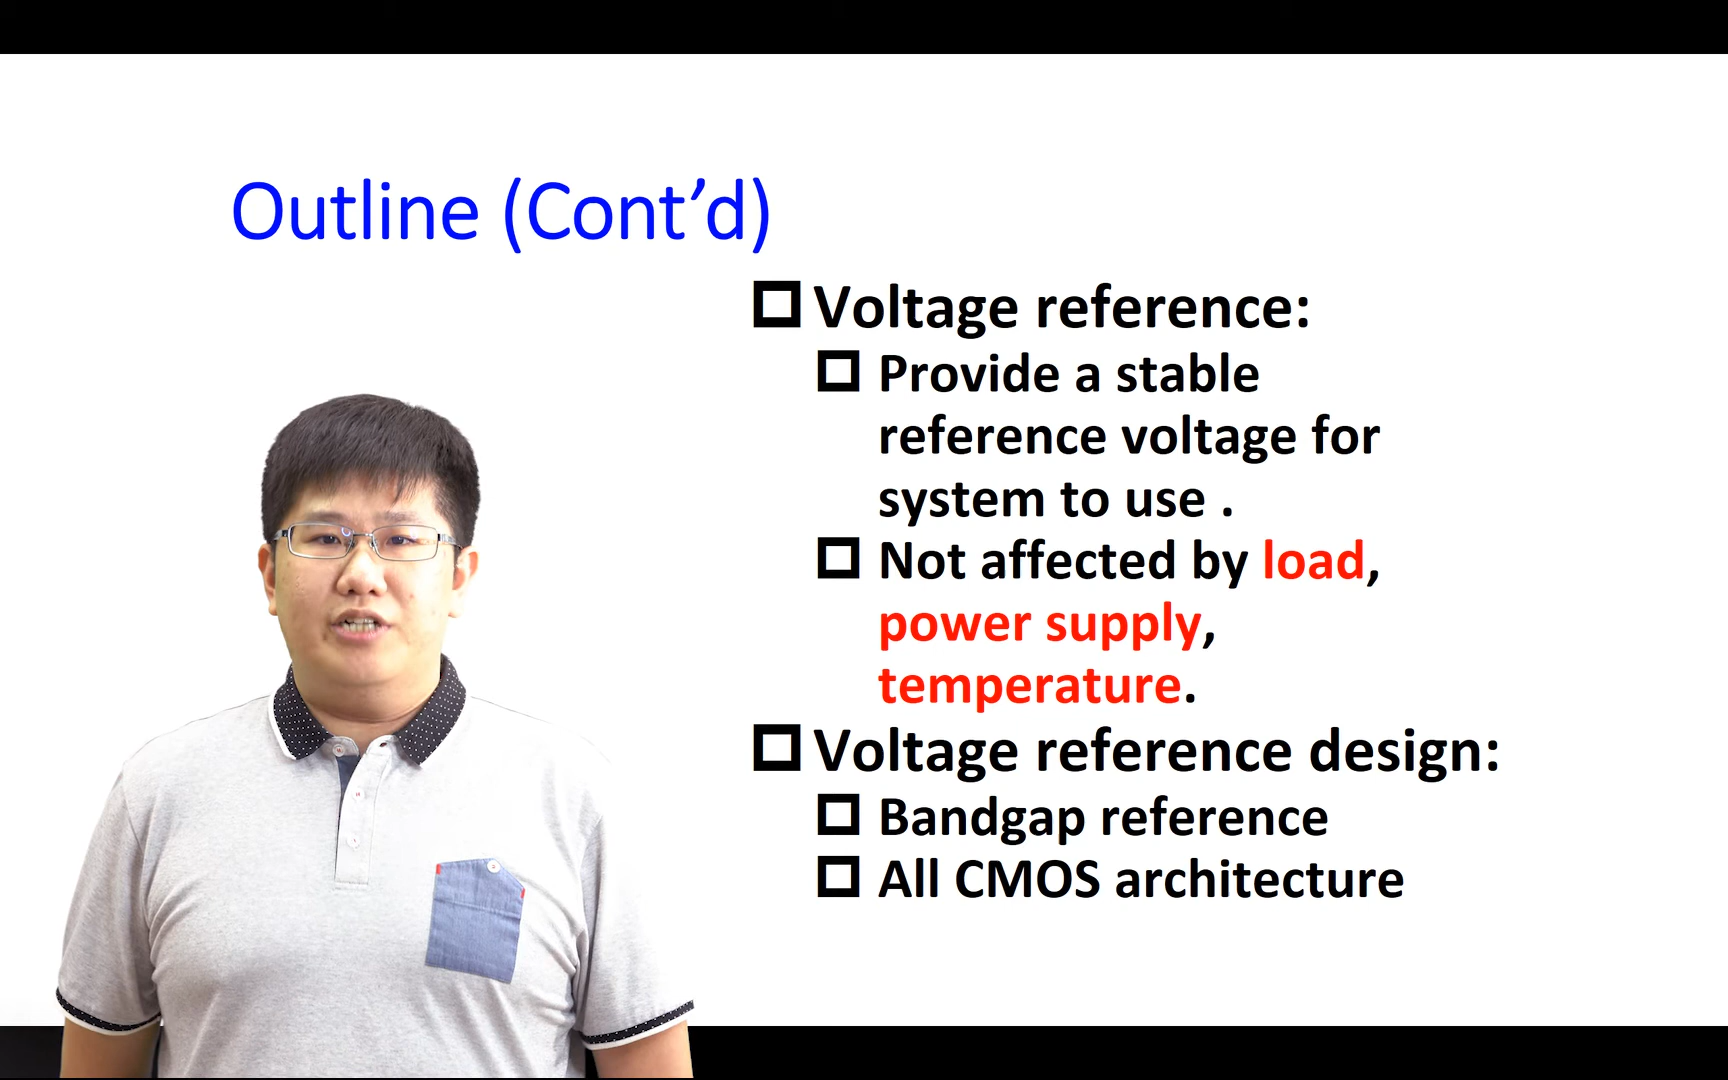 Outline (Cont’d)
Voltage reference:
Provide a stable
reference voltage for
system to use .
Not affected by load,
power supply,
temperature.
Voltage reference design:
Bandgap reference
All CMOS architecture